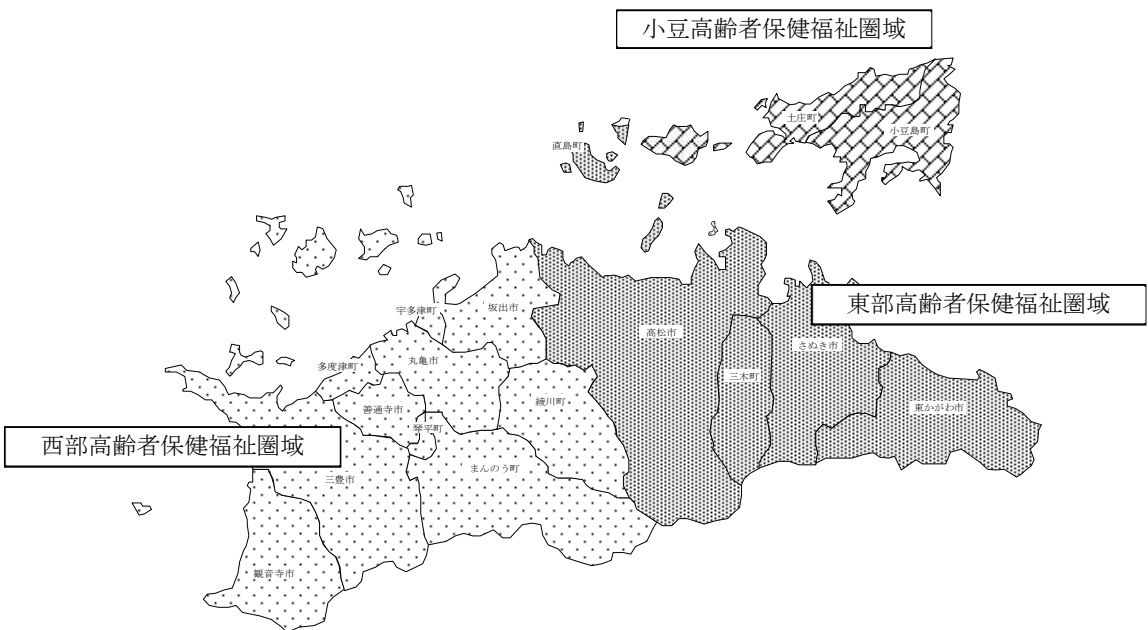 小豆高齢者保健福祉圏域
土庄町
小豆島町
直島町
東部高齢者保健福祉圏域
宇多津町
坂出市
高松市
さぬき市
多度津町
丸亀市
三木町
善通寺市
綾川町
東かがわ市
琴平町
西部高齢者保健福祉圏域
まんのう町
三豊市
観音寺市